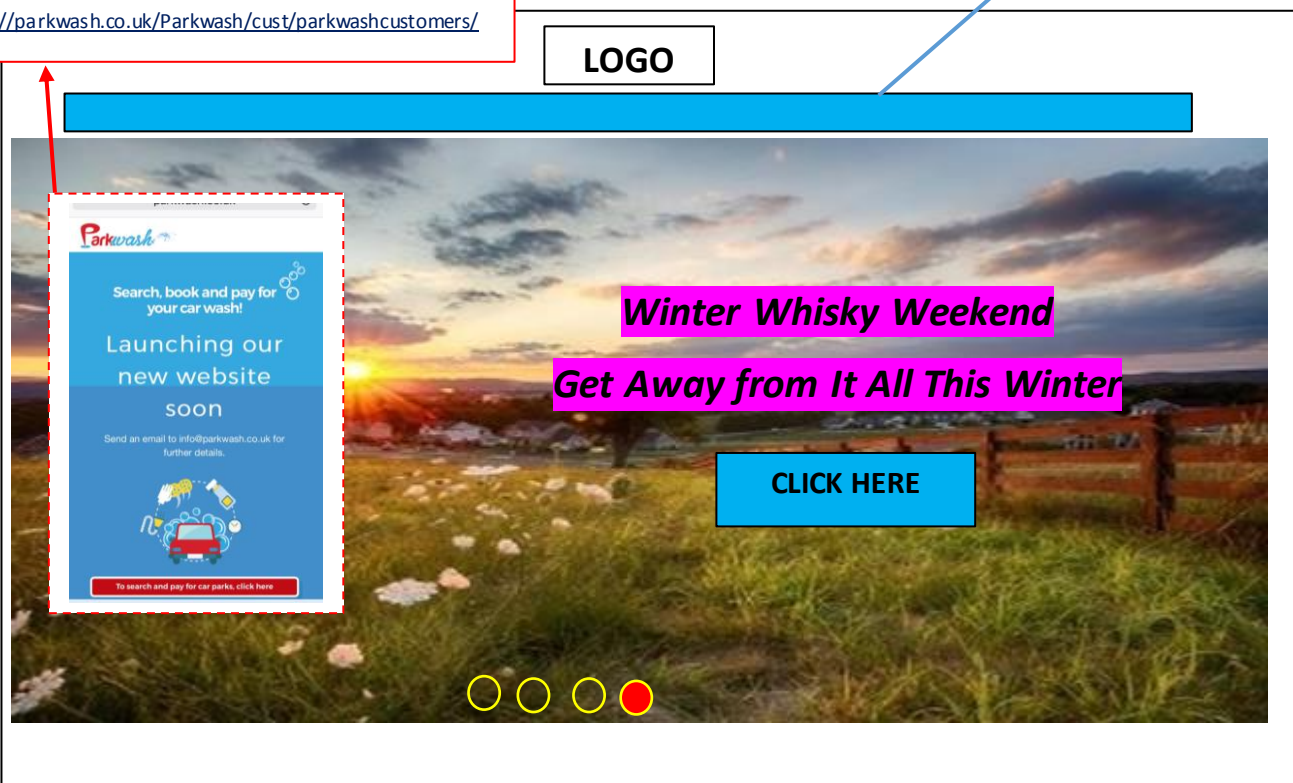 //parkwash.co.uk/Parkwash/cust/parkwashcustomers/
LOGO
Parkwash
Search, book and pay for
your car wash!
Launching our
new website
soon
Send an email to info@parkwash.co.uk for
further details.
To search and pay for car parks, click here
Winter Whisky Weekend
Get Away from It All This Winter
CLICK HERE